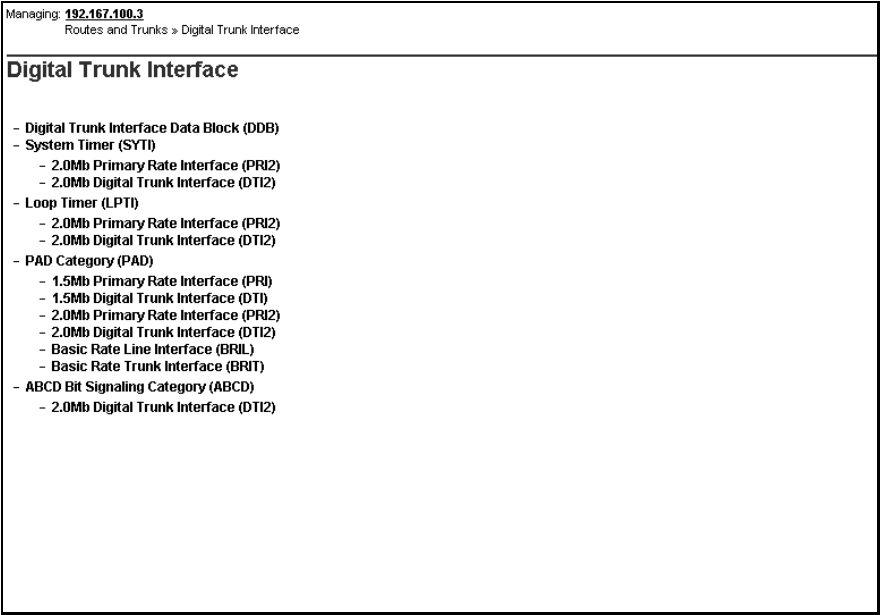 Managing: 192.167.100.3
Routes and Trunks » Digital Trunk Interface
Digital Trunk Interface
– Digital Trunk Interface Data Block (DDB)
– System Timer (SYTI)
– 2.0Mb Primary Rate Interface (PRI2)
– 2.0Mb Digital Trunk Interface (DTI2)
– Loop Timer (LPTI)
– 2.0Mb Primary Rate Interface (PRI2)
– 2.0Mb Digital Trunk Interface (DTI2)
– PAD Category (PAD)
– 1.5Mb Primary Rate Interface (PRI)
– 1.5Mb Digital Trunk Interface (DTI)
– 2.0Mb Primary Rate Interface (PRI2)
– 2.0Mb Digital Trunk Interface (DTI2)
– Basic Rate Line Interface (BRIL)
– Basic Rate Trunk Interface (BRIT)
– ABCD Bit Signaling Category (ABCD)
– 2.0Mb Digital Trunk Interface (DTI2)